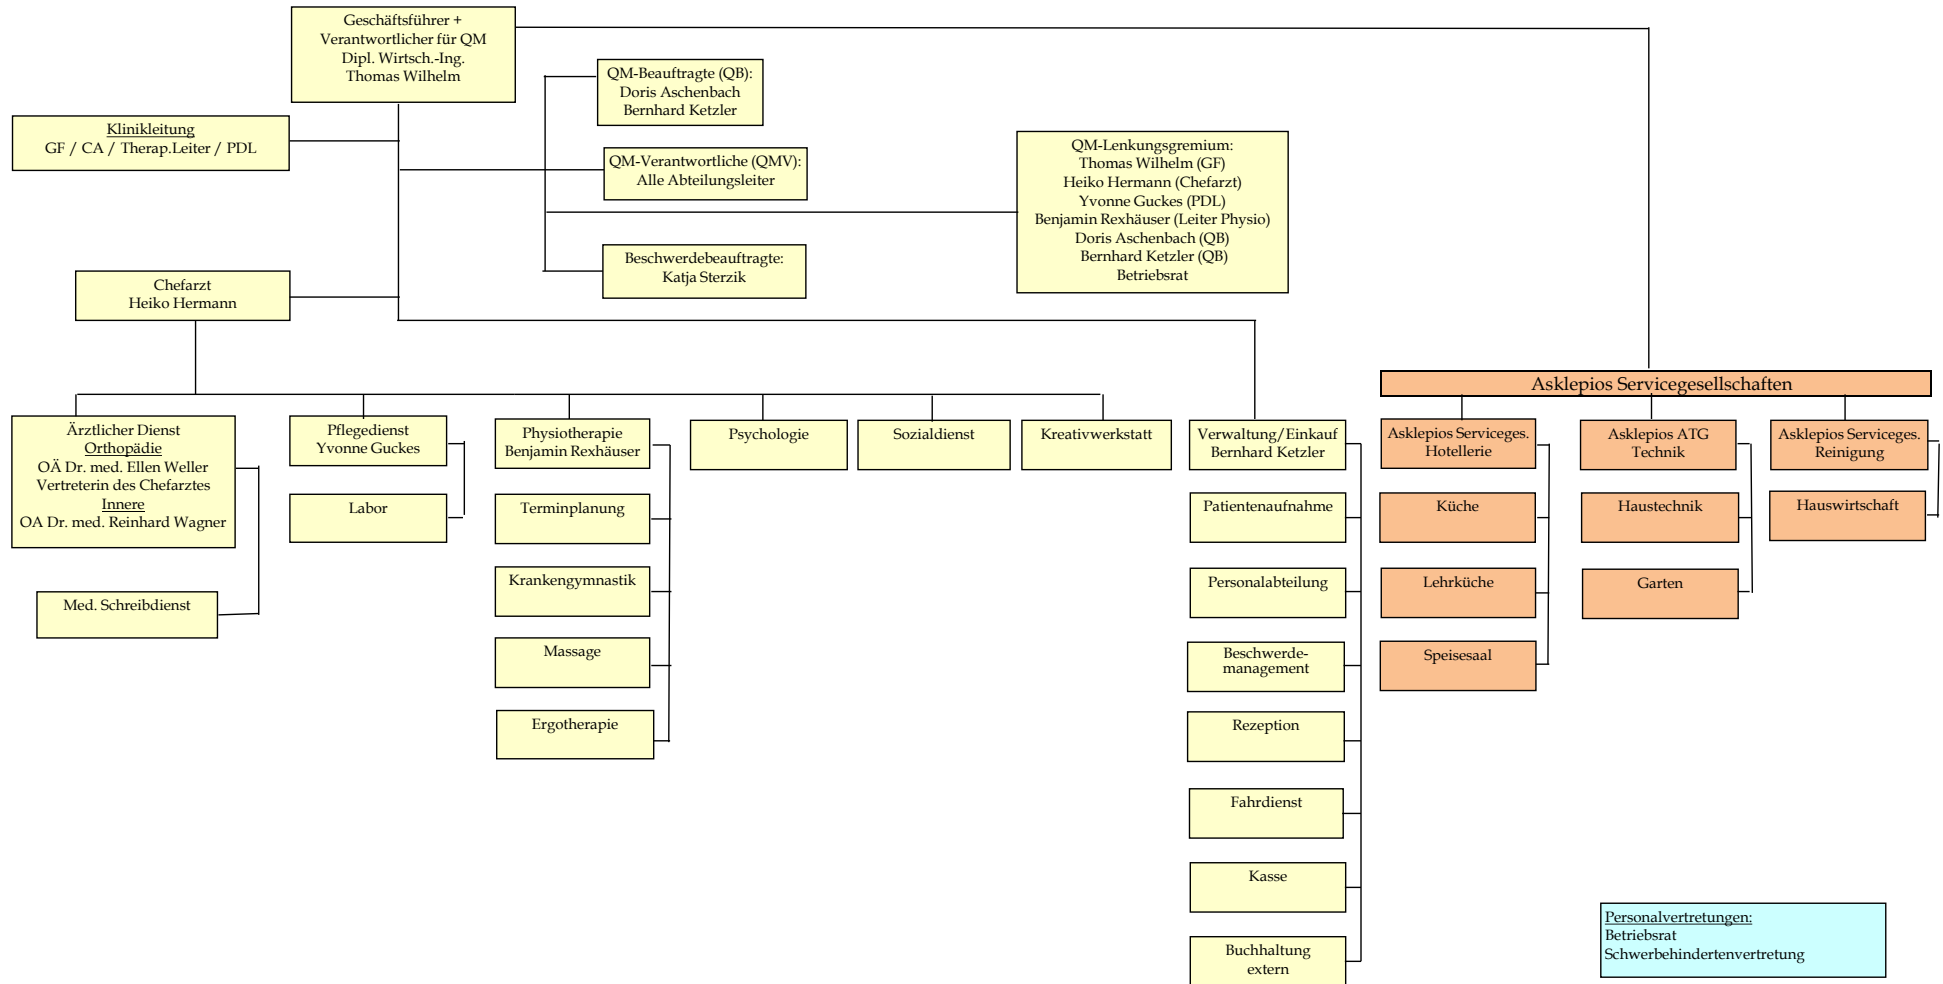 Geschäftsführer +
Verantwortlicher für QM
Dipl. Wirtsch.-Ing.
Thomas Wilhelm
QM-Beauftragte (QB):
Doris Aschenbach
Bernhard Ketzler
Klinikleitung
GF / CA / Therap.Leiter / PDL
QM-Verantwortliche (QMV):
Alle Abteilungsleiter
QM-Lenkungsgremium:
Thomas Wilhelm (GF)
Heiko Hermann (Chefarzt)
Yvonne Guckes (PDL)
Benjamin Rexhäuser (Leiter Physio)
Doris Aschenbach (QB)
Bernhard Ketzler (QB)
Betriebsrat
Beschwerdebeauftragte:
Katja Sterzik
Chefarzt
Heiko Hermann
Asklepios Servicegesellschaften
Ärztlicher Dienst
Orthopädie
OÄ Dr. med. Ellen Weller
Vertreterin des Chefarztes
Innere
OA Dr. med. Reinhard Wagner
Med. Schreibdienst
Pflegedienst
Yvonne Guckes
Labor
Physiotherapie
Benjamin Rexhäuser
Terminplanung
Krankengymnastik
Massage
Ergotherapie
Psychologie
Sozialdienst
Kreativwerkstatt
Verwaltung/Einkauf
Bernhard Ketzler
Patientenaufnahme
Personalabteilung
Beschwerde-
management
Rezeption
Fahrdienst
Kasse
Buchhaltung
extern
Asklepios Serviceges.
Hotellerie
Küche
Lehrküche
Speisesaal
Asklepios ATG
Technik
Haustechnik
Garten
Asklepios Serviceges.
Reinigung
Hauswirtschaft
Personalvertretungen:
Betriebsrat
Schwerbehindertenvertretung